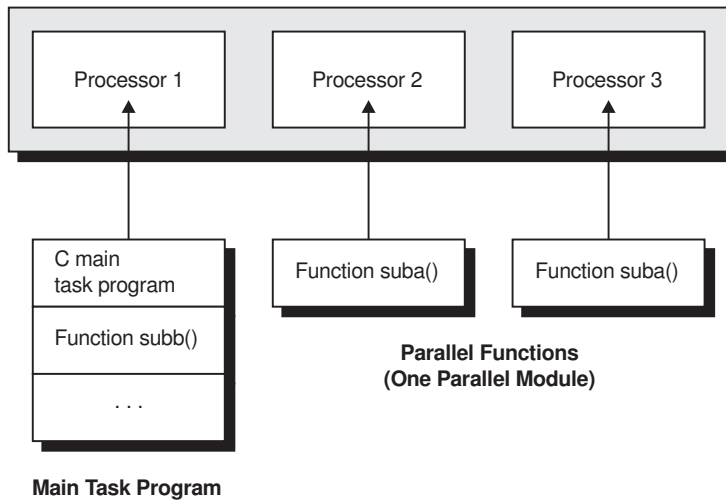 Processor 1
Processor 2
Processor 3
C main
task program
Function subb()
. . .
Main Task Program
Function suba()
Function suba()
Parallel Functions
(One Parallel Module)